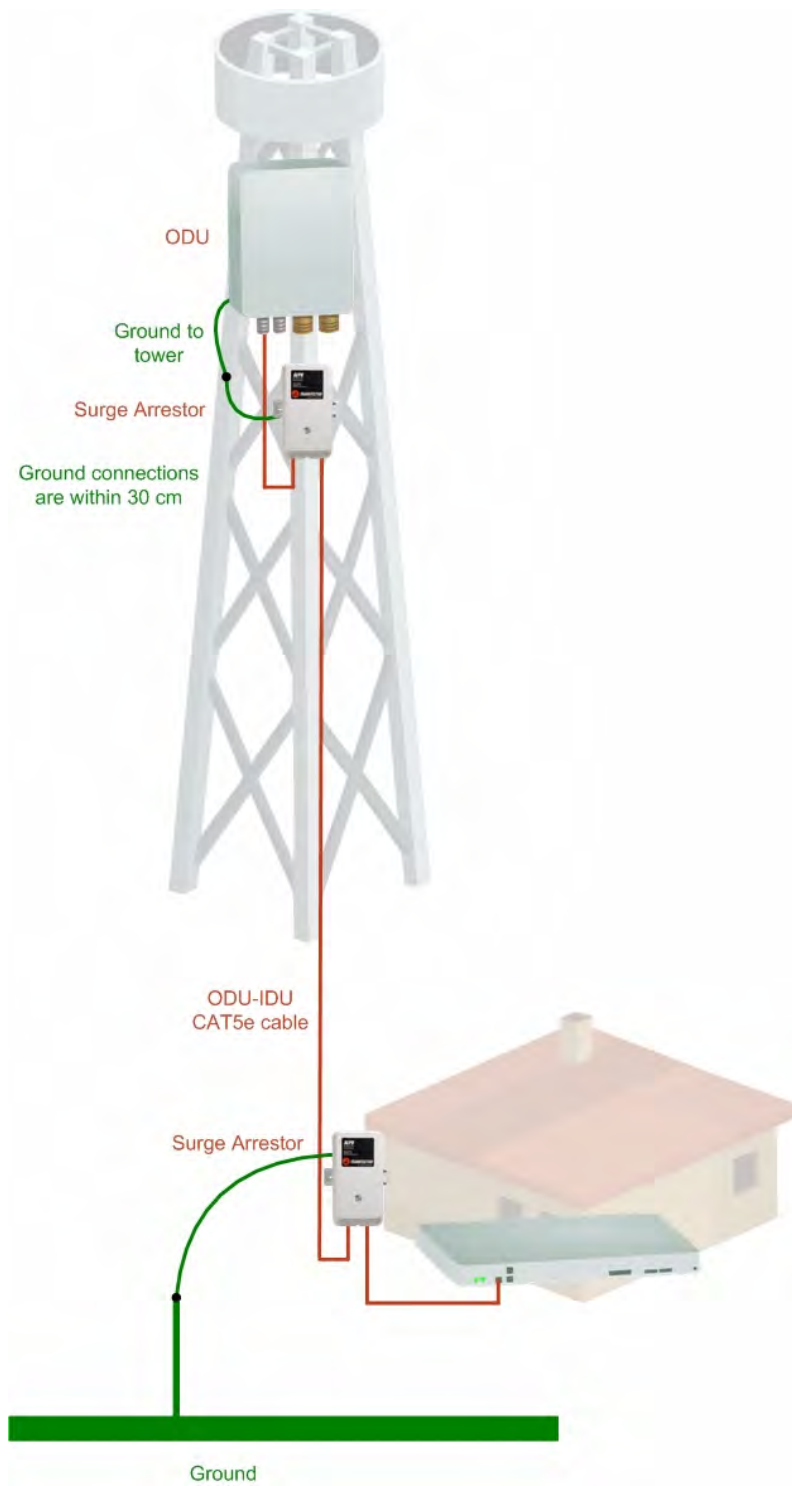 ODU
Ground to
tower
Surge Arrestor
Ground connections
are within 30 cm
ODU-IDU
CAT5e cable
Surge Arrestor
Ground